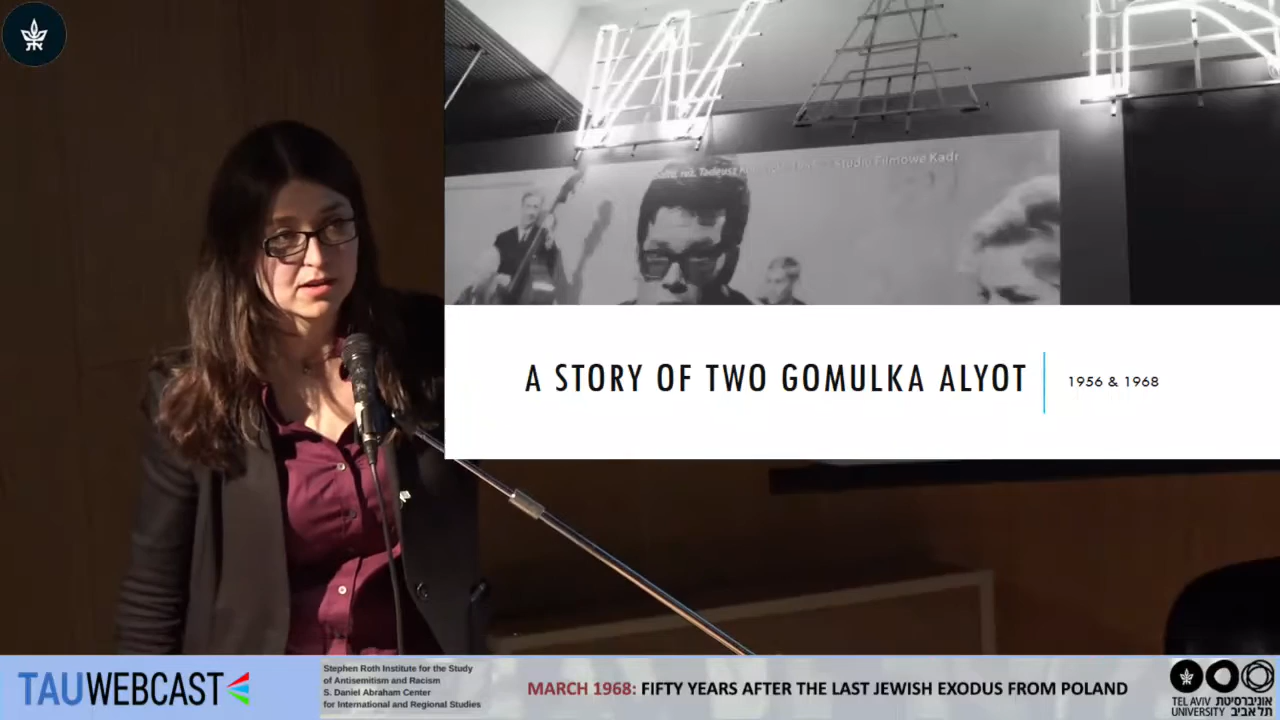 Studio Filmowe Kadr
A STORY OF TWO GOMULKA ALYOT
1956 & 1968
TAUWEBCAST
Stephen Roth Institute for the Study
of Antisemitism and Racism
S. Daniel Abraham Center
for International and Regional Studies
MARCH 1968: FIFTY YEARS AFTER THE LAST JEWISH EXODUS FROM POLAND
TEL AVIV אוניברסיטת
UNIVERSITY תל אביב